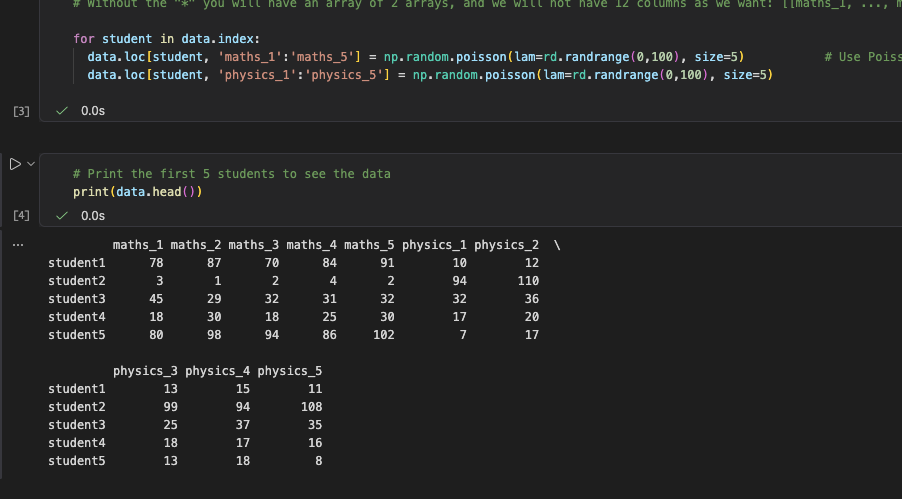 # Without the "*" you will have an array of 2 arrays, and we will not have 12 columns as we want: [[maths_1, ..., m
for student in data.index:
data.loc[student, 'maths_1':'maths_5'] = np.random.poisson(lam=rd.randrange(0,100), size=5) # Use Poiss
data.loc[student, 'physics_1':'physics_5'] = np.random.poisson(lam=rd.randrange(0,100), size=5)
[3] ✓ 0.0s
# Print the first 5 students to see the data
print(data.head())
[4] ✓ 0.0s
... maths_1 maths_2 maths_3 maths_4 maths_5 physics_1 physics_2 \
student1 78 87 70 84 91 10 12
student2 3 1 2 4 2 94 110
student3 45 29 32 31 32 32 36
student4 18 30 18 25 30 17 20
student5 80 98 94 86 102 7 17
physics_3 physics_4 physics_5
student1 13 15 11
student2 99 94 108
student3 25 37 35
student4 18 17 16
student5 13 18 8